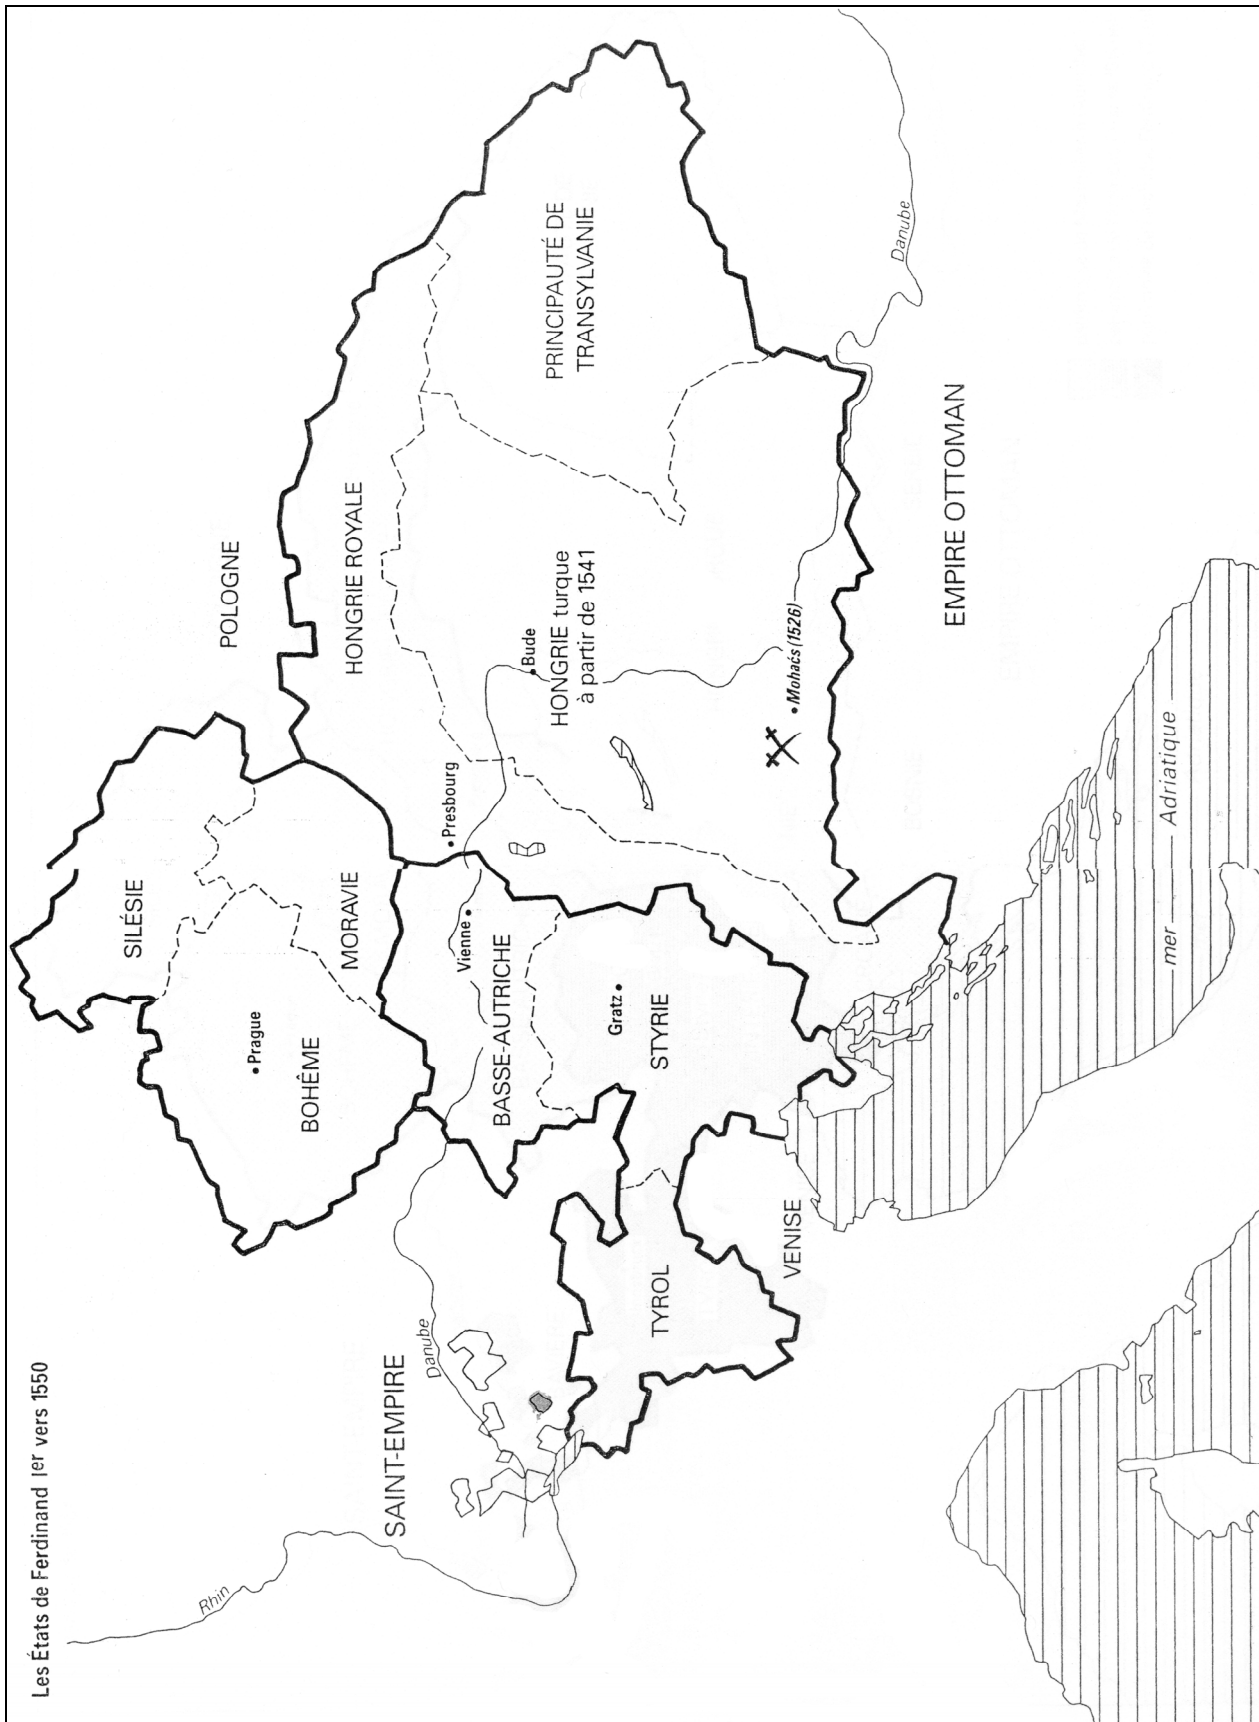 Les États de Ferdinand Ier vers 1550
Rhin
SAINT-EMPIRE
Danube
TYROL
VENISE
SILÉSIE
BOHÊME
Prague
MORAVIE
BASSE-AUTRICHE
Vienne
STYRIE
Gratz
Presbourg
POLOGNE
HONGRIE ROYALE
Bude
HONGRIE turque
à partir de 1541
Mohaćs (1526)
PRINCIPAUTÉ DE
TRANSYLVANIE
Danube
EMPIRE OTTOMAN
mer Adriatique